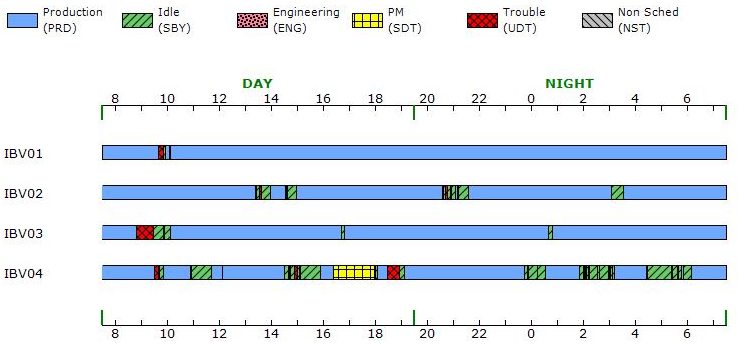 Production Idle Engineering PM Trouble Non Sched
(PRD) (SBY) (ENG) (SDT) (UDT) (NST)
DAY NIGHT
8 10 12 14 16 18 20 22 0 2 4 6
IBV01
IBV02
IBV03
IBV04
8 10 12 14 16 18 20 22 0 2 4 6